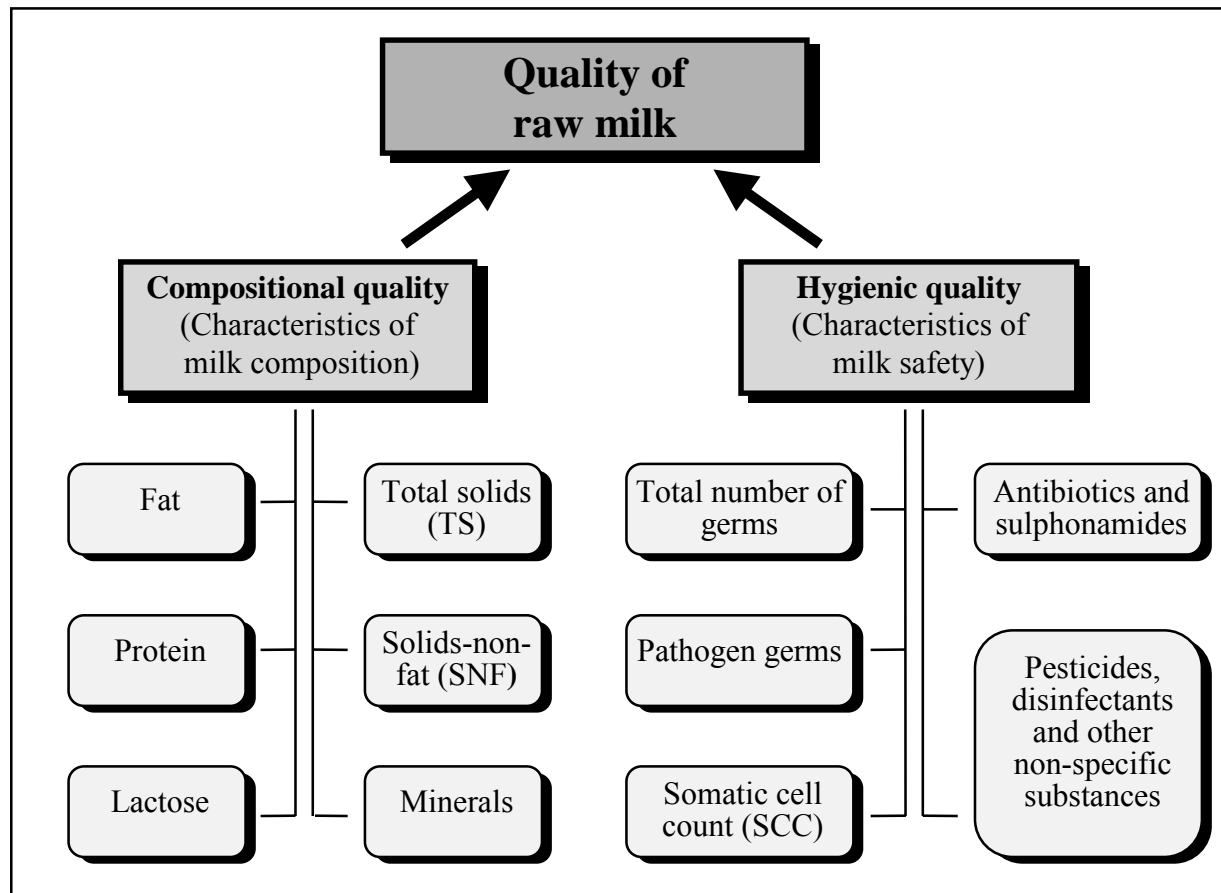 Quality of
raw milk
Compositional quality
(Characteristics of
milk composition)
Hygienic quality
(Characteristics of
milk safety)
Fat
Total solids
(TS)
Protein
Solids-non-
fat (SNF)
Lactose
Minerals
Total number of
germs
Antibiotics and
sulphonamides
Pathogen germs
Pesticides,
disinfectants
and other
non-specific
substances
Somatic cell
count (SCC)